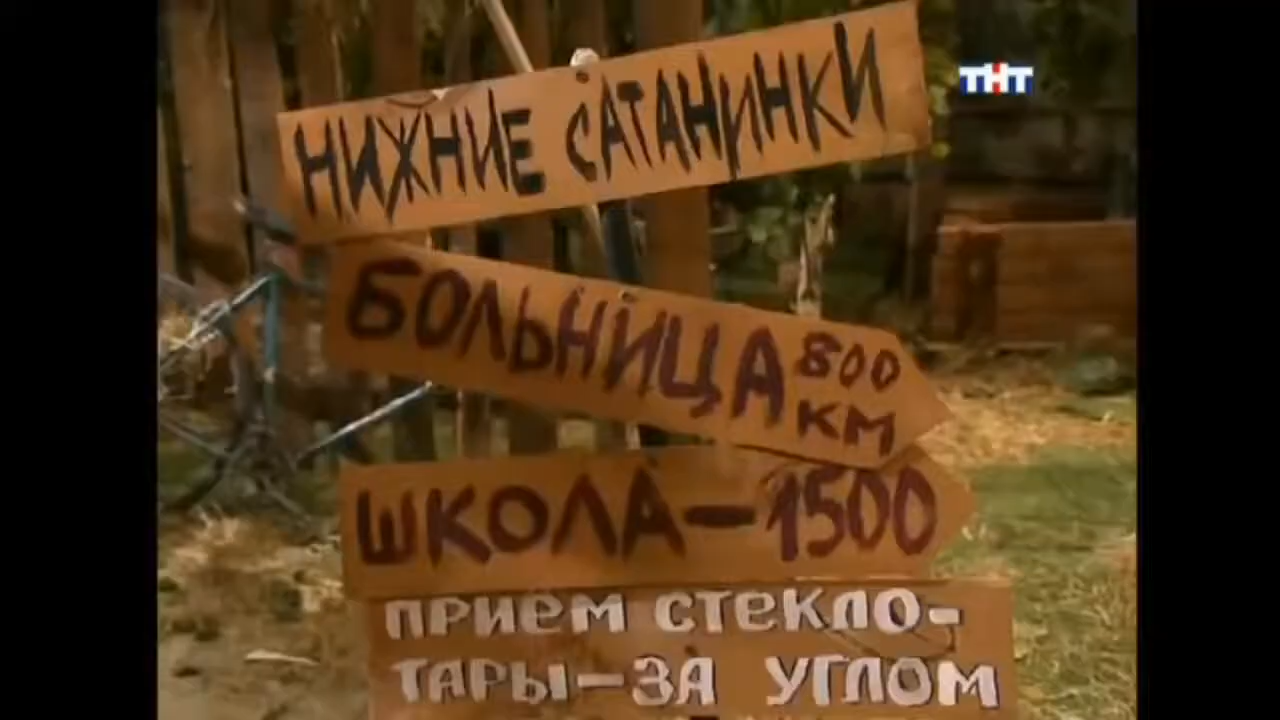 НИЖНИЕ САТАНИНКИ
ТНТ
БОЛЬНИЦА 800
КМ
ШКОЛА-1500
ПРИЕМ СТЕКЛО-
ТАРЫ-ЗА УГЛОМ